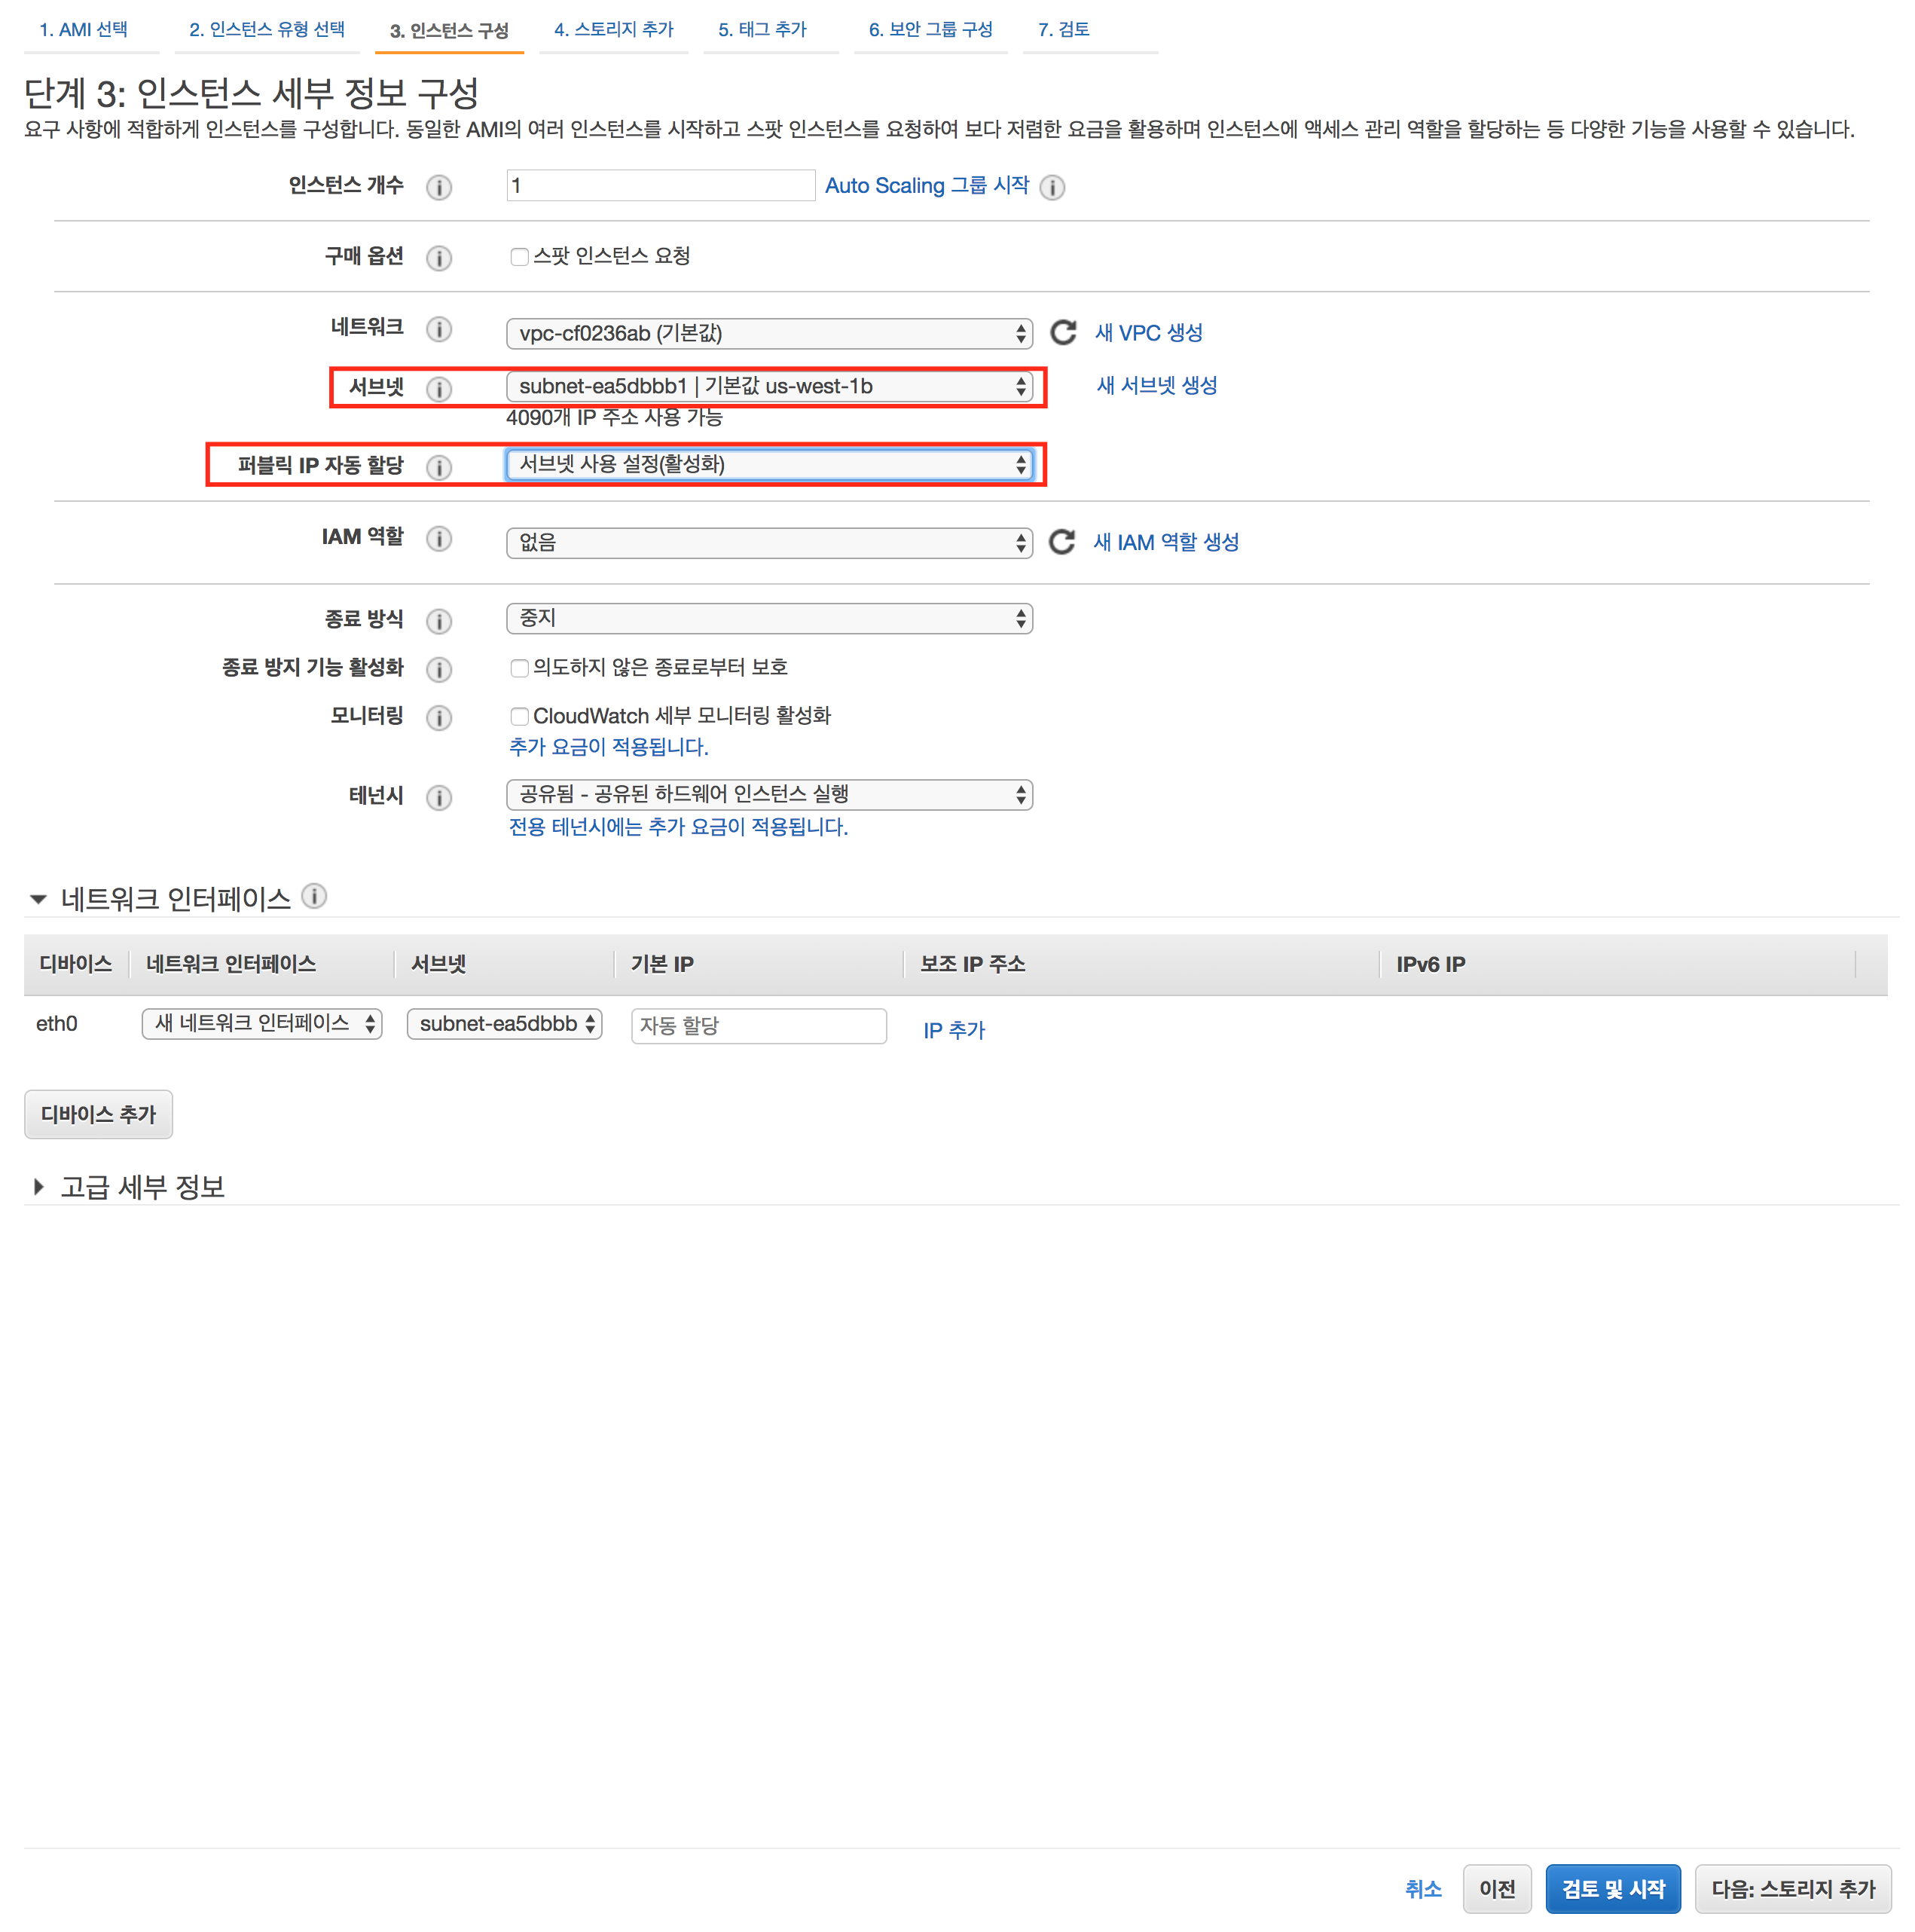 1. AMI 선택 2. 인스턴스 유형 선택 3. 인스턴스 구성 4. 스토리지 추가 5. 태그 추가 6. 보안 그룹 구성 7. 검토
단계 3: 인스턴스 세부 정보 구성
요구 사항에 적합하게 인스턴스를 구성합니다. 동일한 AMI의 여러 인스턴스를 시작하고 스팟 인스턴스를 요청하여 보다 저렴한 요금을 활용하며 인스턴스에 액세스 관리 역할을 할당하는 등 다양한 기능을 사용할 수 있습니다.
인스턴스 개수 i 1 Auto Scaling 그룹 시작 i
구매 옵션 i 스팟 인스턴스 요청
네트워크 i vpc-cf0236ab (기본값) 새 VPC 생성
서브넷 i subnet-ea5dbbb1 | 기본값 us-west-1b 새 서브넷 생성
4090개 IP 주소 사용 가능
퍼블릭 IP 자동 할당 i 서브넷 사용 설정(활성화)
IAM 역할 i 없음 새 IAM 역할 생성
종료 방식 i 중지
종료 방지 기능 활성화 i 의도하지 않은 종료로부터 보호
모니터링 i CloudWatch 세부 모니터링 활성화
추가 요금이 적용됩니다.
테넌시 i 공유됨 - 공유된 하드웨어 인스턴스 실행
전용 테넌시에는 추가 요금이 적용됩니다.
네트워크 인터페이스 i
디바이스 네트워크 인터페이스 서브넷 기본 IP 보조 IP 주소 IPv6 IP
eth0 새 네트워크 인터페이스 subnet-ea5dbbb 자동 할당 IP 추가
디바이스 추가
고급 세부 정보
취소 이전 검토 및 시작 다음: 스토리지 추가